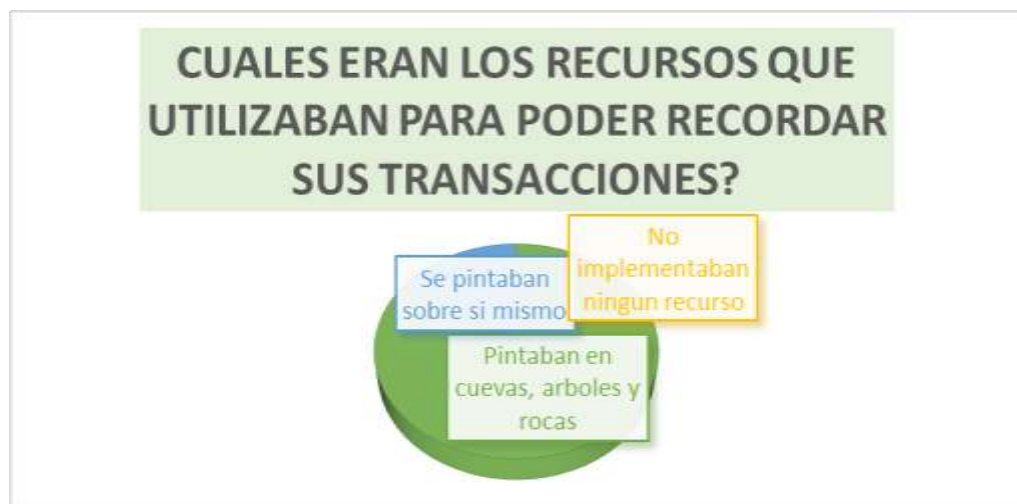 CUALES ERAN LOS RECURSOS QUE
UTILIZABAN PARA PODER RECORDAR
SUS TRANSACCIONES?
No
implementaban
ningun recurso
Se pintaban
sobre si mismo
Pintaban en
cuevas, arboles y
rocas